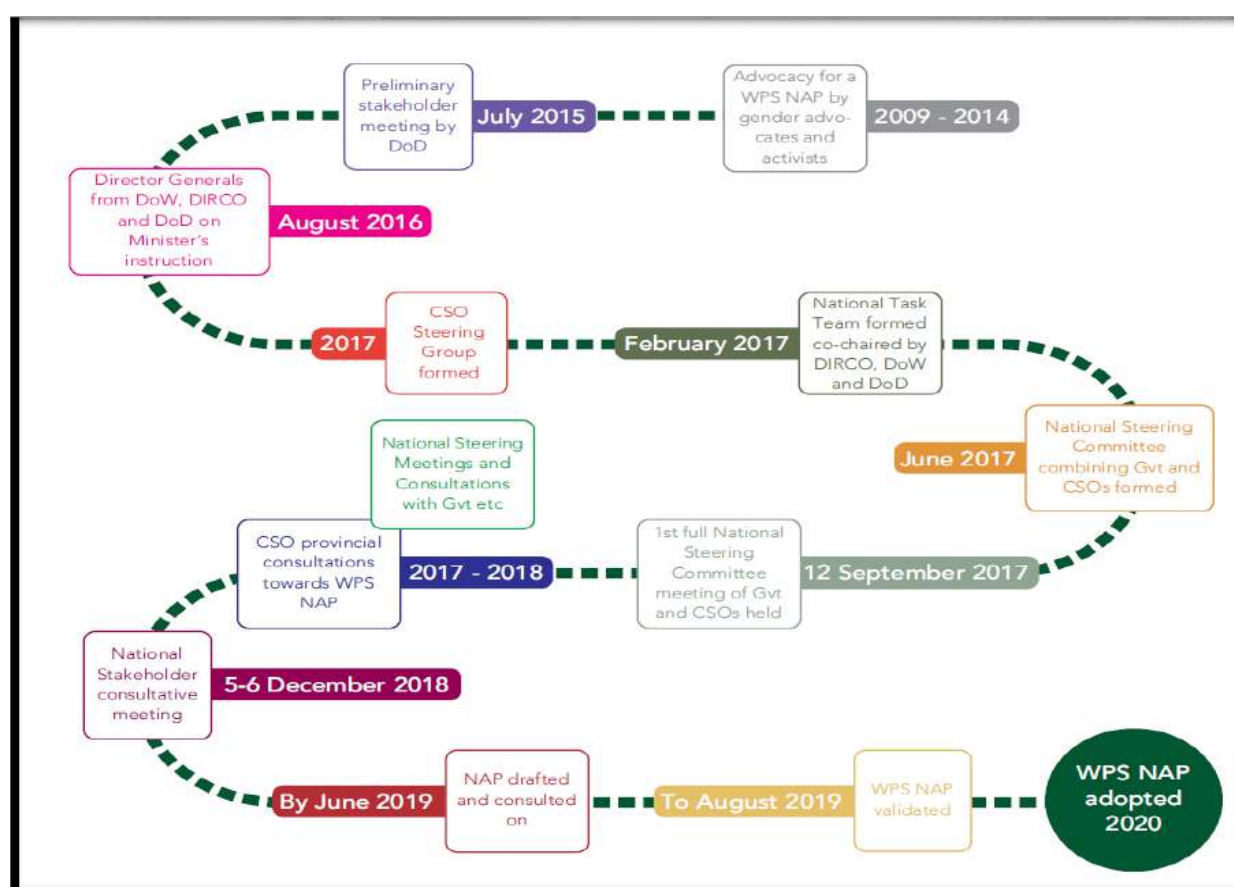 Advocacy for a
WPS NAP by
gender advo-
cates and
activists
2009 - 2014
Preliminary
stakeholder
meeting by
DoD
July 2015
Director Generals
from DoW, DIRCO
and DoD on
Minister's
instruction
August 2016
2017
CSO
Steering
Group
formed
February 2017
National Task
Team formed
co-chaired by
DIRCO, DoW
and DoD
June 2017
National Steering
Committee
combining Gvt and
CSOs formed
1st full National
Steering
Committee
meeting of Gvt
and CSOs held
12 September 2017
National Steering
Meetings and
Consultations
with Gvt etc
CSO provincial
consultations
towards WPS
NAP
2017 - 2018
National
Stakeholder
consultative
meeting
5-6 December 2018
By June 2019
NAP drafted
and consulted
on
To August 2019
WPS NAP
validated
WPS NAP
adopted
2020